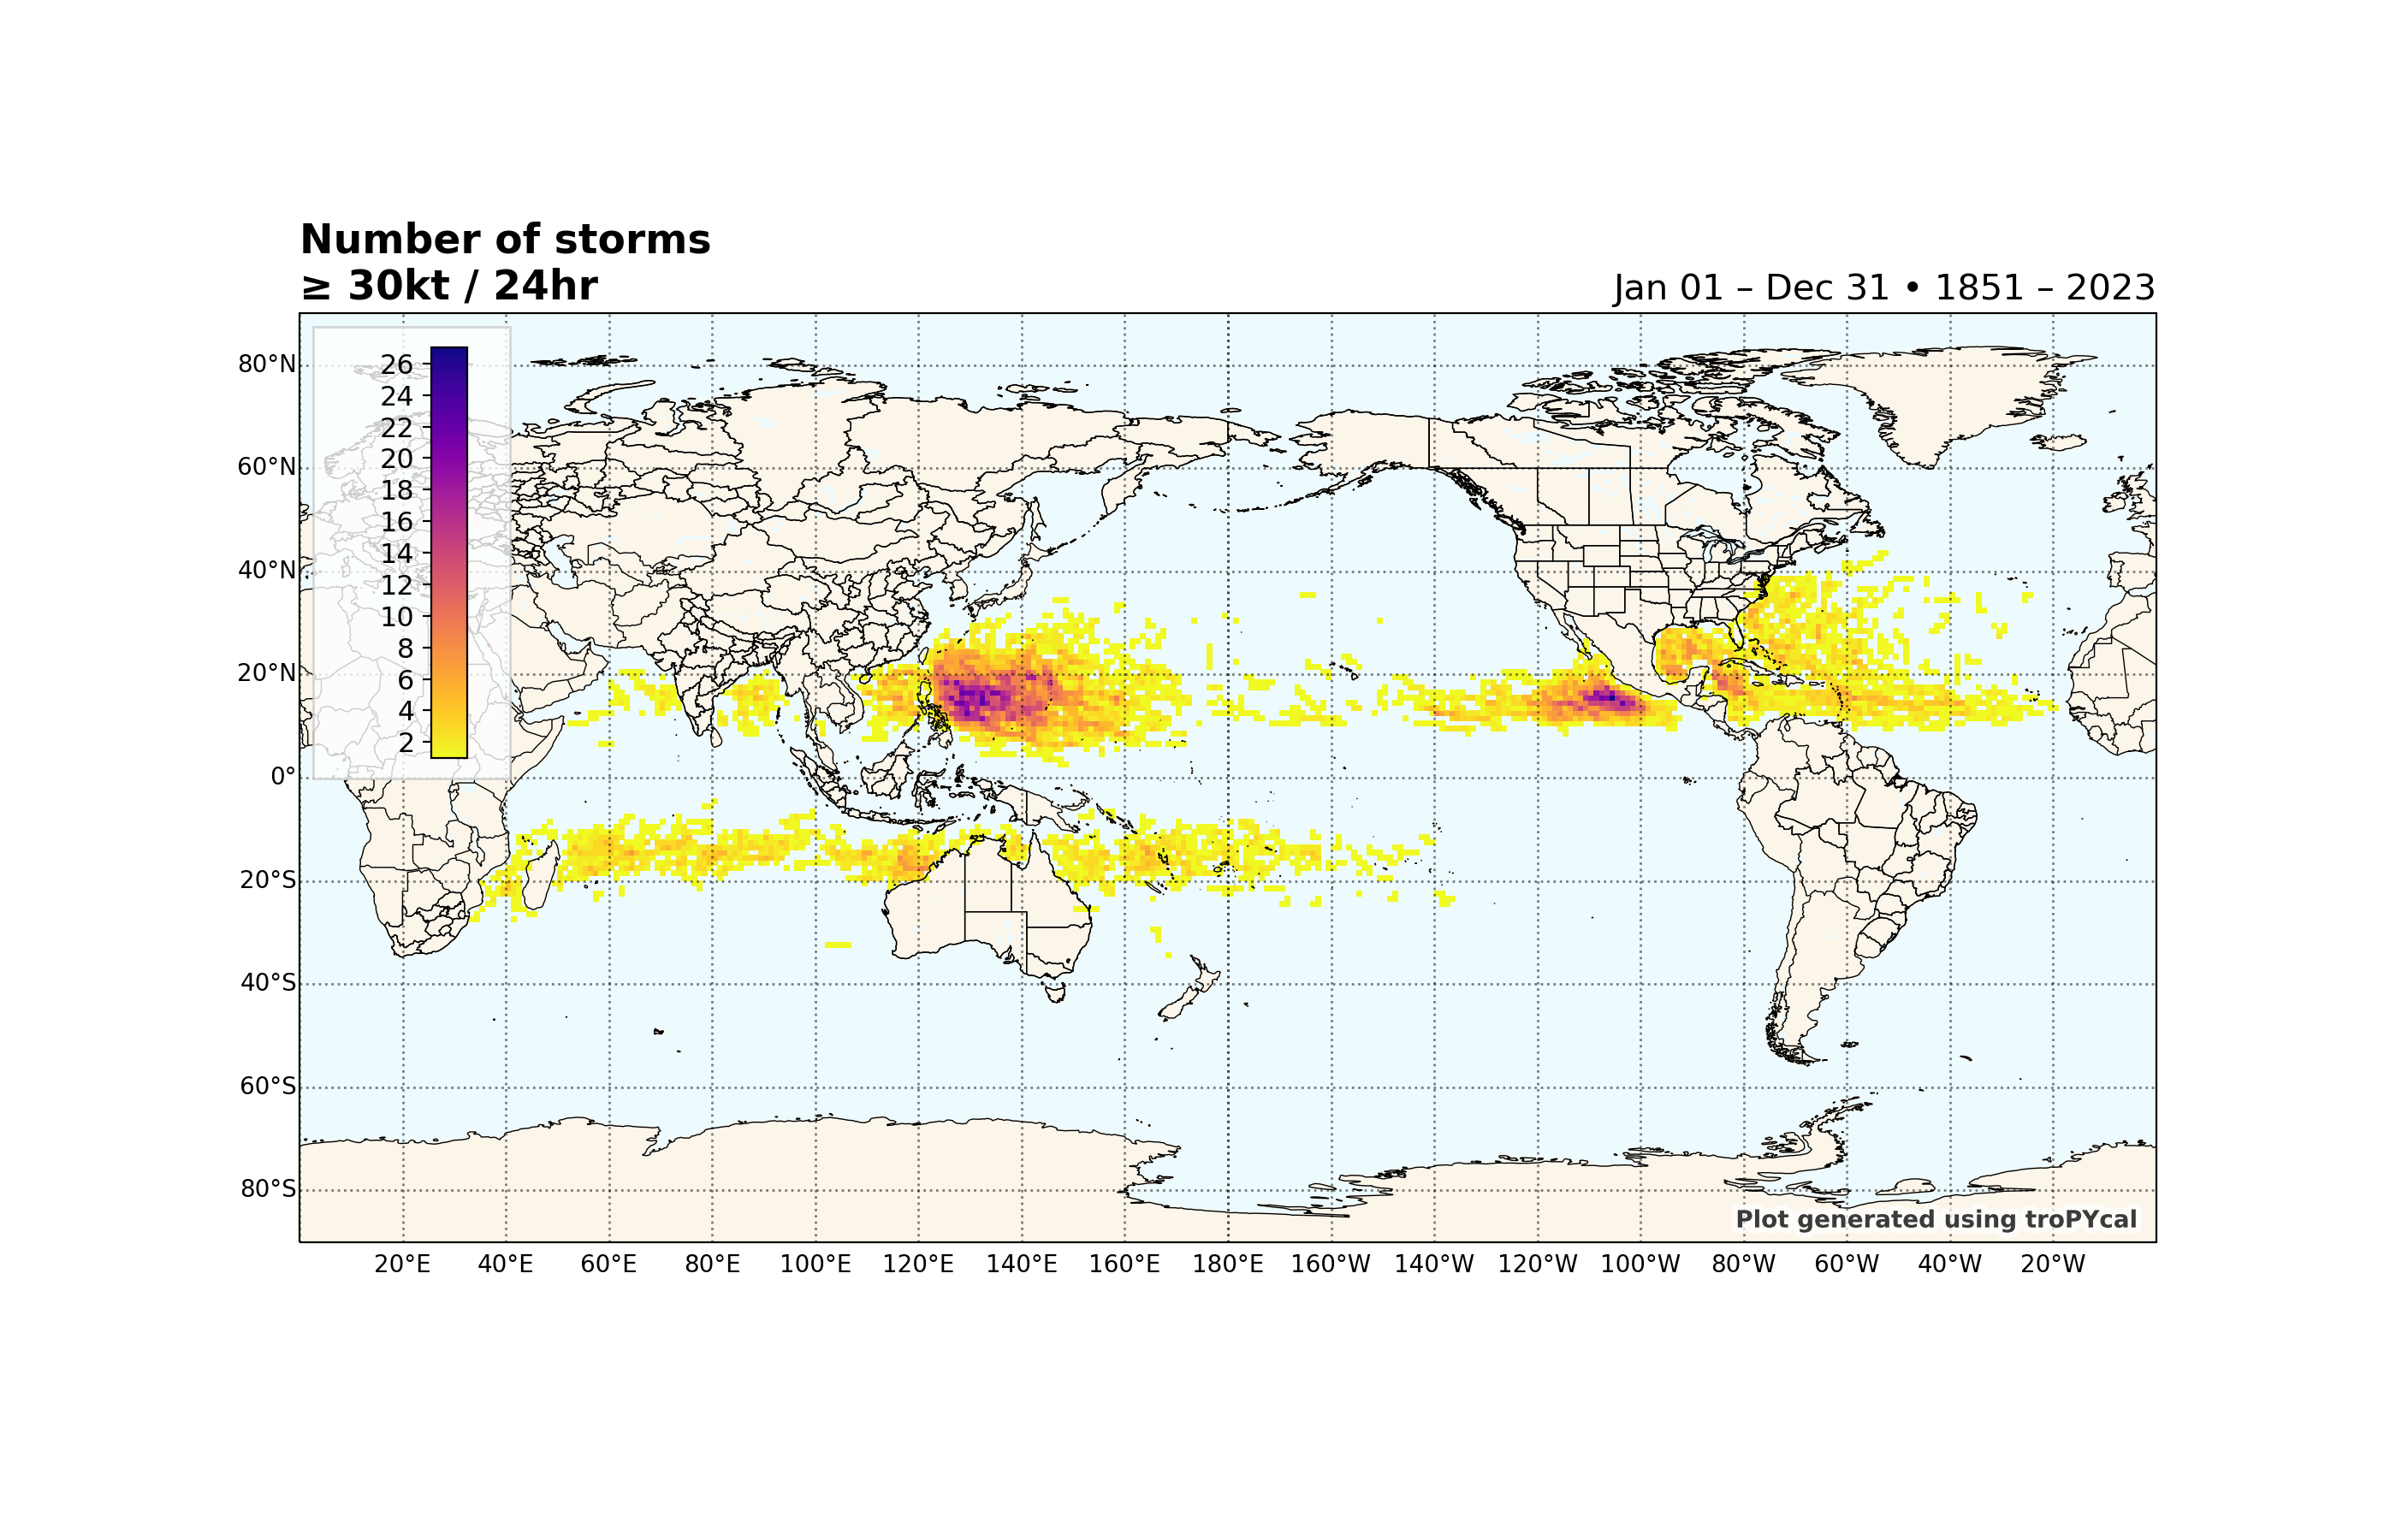 Number of storms
≥ 30kt / 24hr
Jan 01 – Dec 31 • 1851 – 2023
80°N
60°N
40°N
20°N
0°
20°S
40°S
60°S
80°S
26
24
22
20
18
16
14
12
10
8
6
4
2
Plot generated using troPYcal
20°E 40°E 60°E 80°E 100°E 120°E 140°E 160°E 180°E 160°W 140°W 120°W 100°W 80°W 60°W 40°W 20°W